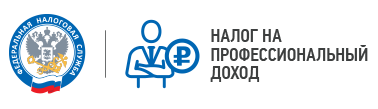 ФЕДЕРАЛЬНАЯ НАЛОГОВАЯ СЛУЖБА
НАЛОГ НА
ПРОФЕССИОНАЛЬНЫЙ
ДОХОД